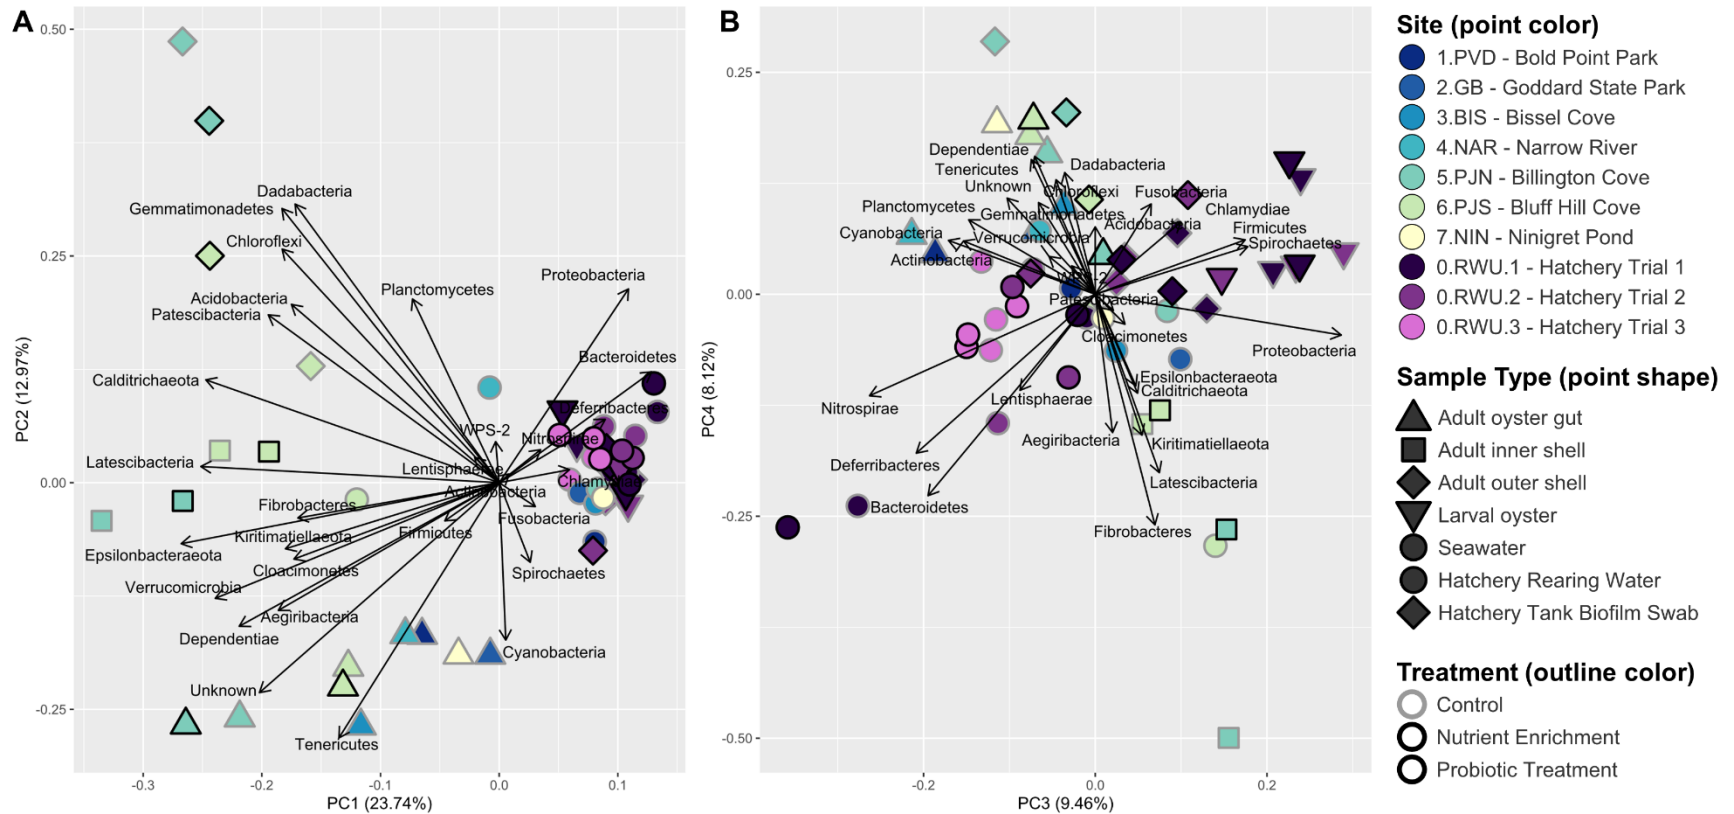 A
0.50
0.25
0.00
-0.25
PC2 (12.97%)
Dadabacteria
Gemmatimonadetes
Chloroflexi
Proteobacteria
Planctomycetes
Acidobacteria
Patescibacteria
Bacteroidetes
Calditrichaeota
Deferribacteres
WPS-2
Nitrospirae
Latescibacteria
Lentisphaerae
Chlamydiae
Actinobacteria
Fibrobacteres
Fusobacteria
Firmicutes
Kiritimatiellaeota
Epsilonbacteraeota
Cloacimonetes
Spirochaetes
Verrucomicrobia
Aegiribacteria
Dependentiae
Cyanobacteria
Unknown
Tenericutes
-0.3
-0.2
-0.1
0.0
0.1
PC1 (23.74%)
B
0.25
0.00
-0.25
-0.50
PC4 (8.12%)
Dependentiae
Tenericutes
Dadabacteria
Unknown
Chloroflexi
Fusobacteria
Planctomycetes
Gemmatimonadetes
Chlamydiae
Cyanobacteria
Verrucomicrobia
Acidobacteria
Firmicutes
Spirochaetes
Actinobacteria
WPS-2
Patescibacteria
Cloacimonetes
Proteobacteria
Epsilonbacteraeota
Calditrichaeota
Lentisphaerae
Nitrospirae
Aegiribacteria
Kiritimatiellaeota
Deferribacteres
Latescibacteria
Bacteroidetes
Fibrobacteres
-0.2
0.0
0.2
PC3 (9.46%)
Site (point color)
1.PVD - Bold Point Park
2.GB - Goddard State Park
3.BIS - Bissel Cove
4.NAR - Narrow River
5.PJN - Billington Cove
6.PJS - Bluff Hill Cove
7.NIN - Ninigret Pond
0.RWU.1 - Hatchery Trial 1
0.RWU.2 - Hatchery Trial 2
0.RWU.3 - Hatchery Trial 3
Sample Type (point shape)
Adult oyster gut
Adult inner shell
Adult outer shell
Larval oyster
Seawater
Hatchery Rearing Water
Hatchery Tank Biofilm Swab
Treatment (outline color)
Control
Nutrient Enrichment
Probiotic Treatment